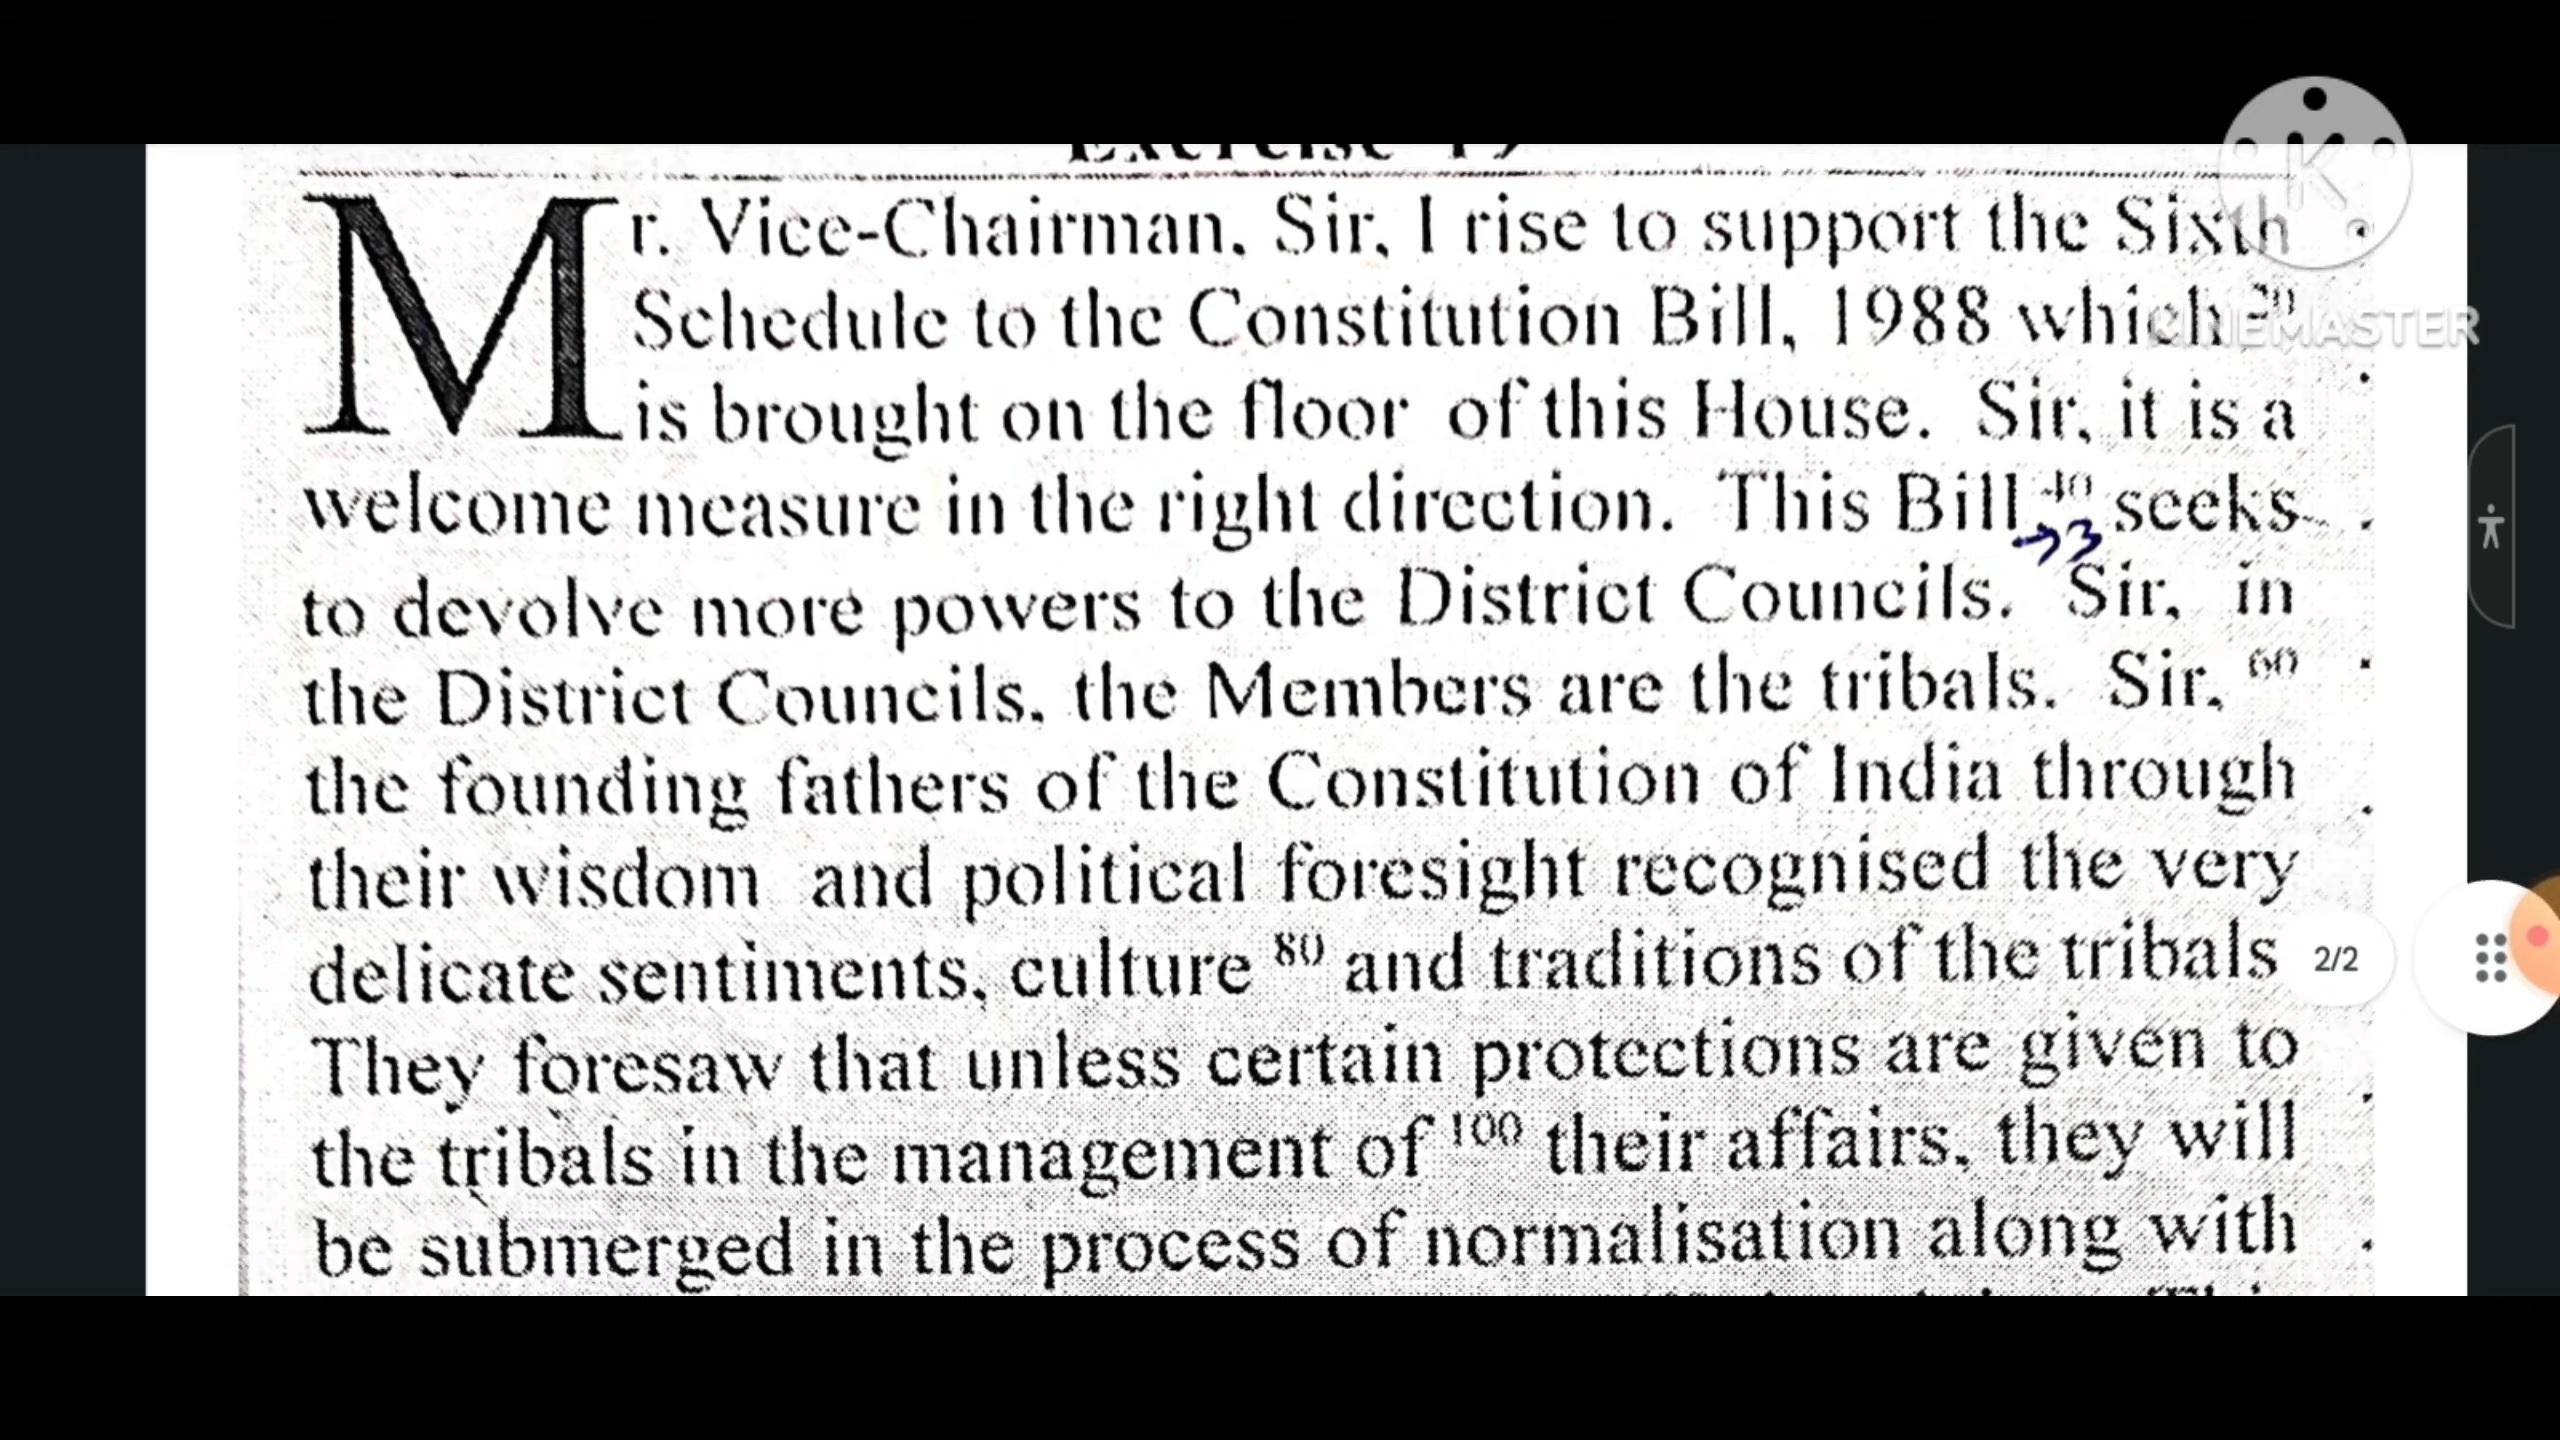 Exercise
Mr. Vice-Chairman, Sir, I rise to support the Sixth
Schedule to the Constitution Bill, 1988 which 20
KINEMASTER
is brought on the floor of this House. Sir, it is a
welcome measure in the right direction. This Bill 40 seeks
→3
to devolve more powers to the District Councils. Sir, in
the District Councils, the Members are the tribals. Sir, 60
the founding fathers of the Constitution of India through
their wisdom and political foresight recognised the very
delicate sentiments, culture 80 and traditions of the tribals
2/2
They foresaw that unless certain protections are given to
the tribals in the management of 100 their affairs, they will
be submerged in the process of normalisation along with